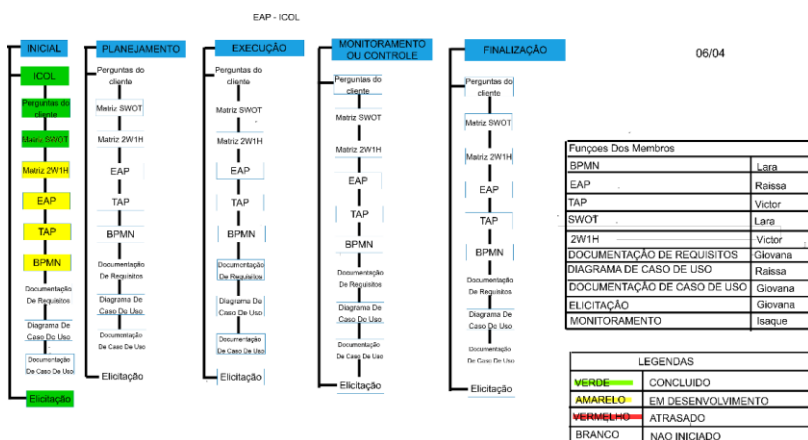 EAP - ICOL
INICIAL
ICOL
Perguntas do
cliente
Matriz SWOT
Matriz 2W1H
EAP
TAP
BPMN
Documentação
De Requisitos
Diagrama De
Caso De Uso
Documentação
De Caso De Uso
Elicitação
PLANEJAMENTO
Perguntas do
cliente
Matriz SWOT
Matriz 2W1H
EAP
TAP
BPMN
Documentação
De Requisitos
Diagrama De
Caso De Uso
Documentação
De Caso De Uso
Elicitação
EXECUÇÃO
Perguntas do
cliente
Matriz SWOT
Matriz 2W1H
EAP
TAP
BPMN
Documentação
De Requisitos
Diagrama De
Caso De Uso
Documentação
De Caso De Uso
Elicitação
MONITORAMENTO
OU CONTROLE
Perguntas do
cliente
Matriz SWOT
Matriz 2W1H
EAP
TAP
BPMN
Documentação
De Requisitos
Diagrama De
Caso De Uso
Documentação
De Caso De Uso
Elicitação
FINALIZAÇÃO
Perguntas do
cliente
Matriz SWOT
Matriz 2W1H
EAP
TAP
BPMN
Documentação
De Requisitos
Diagrama De
Caso De Uso
Documentação
De Caso De Uso
Elicitação
06/04
Funçoes Dos Membros
BPMN Lara
EAP Raissa
TAP Victor
SWOT Lara
2W1H Victor
DOCUMENTAÇÃO DE REQUISITOS Giovana
DIAGRAMA DE CASO DE USO Raissa
DOCUMENTAÇÃO DE CASO DE USO Giovana
ELICITAÇÃO Giovana
MONITORAMENTO Isaque
LEGENDAS
VERDE CONCLUIDO
AMARELO EM DESENVOLVIMENTO
VERMELHO ATRASADO
BRANCO NAO INICIADO